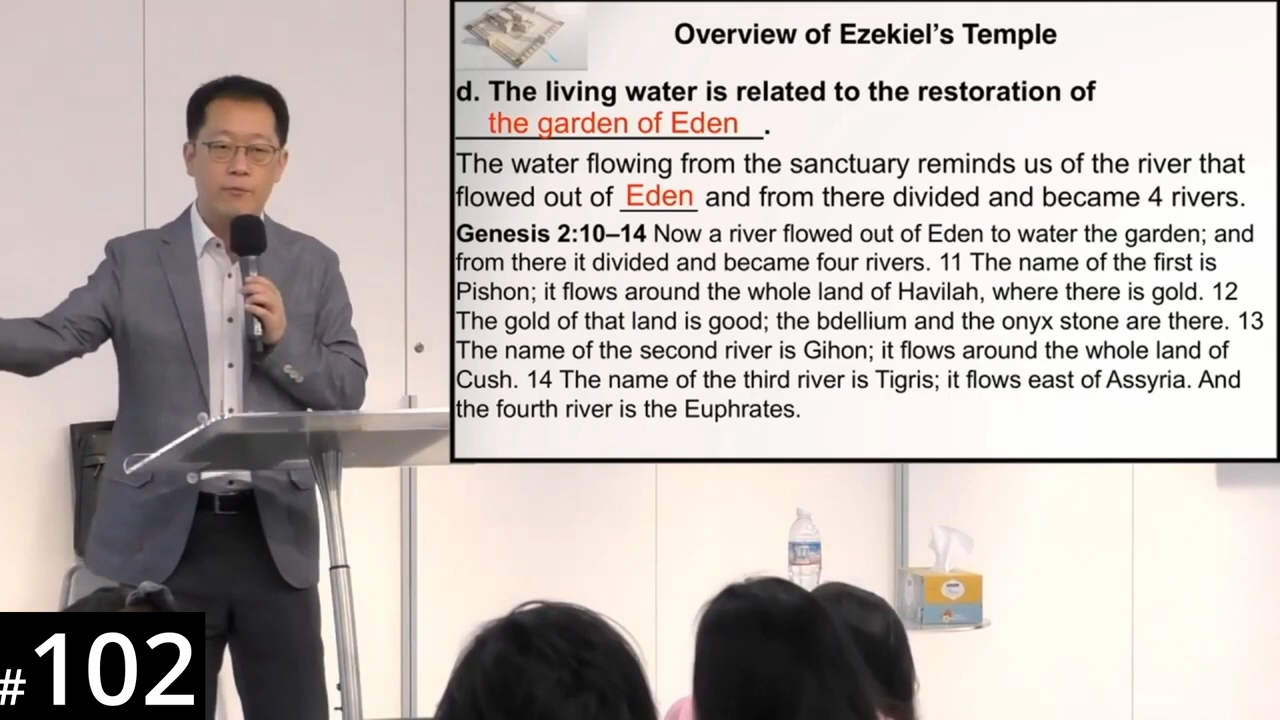 Overview of Ezekiel's Temple
d. The living water is related to the restoration of
the garden of Eden.
The water flowing from the sanctuary reminds us of the river that
flowed out of Eden and from there divided and became 4 rivers.
Genesis 2:10–14 Now a river flowed out of Eden to water the garden; and
from there it divided and became four rivers. 11 The name of the first is
Pishon; it flows around the whole land of Havilah, where there is gold. 12
The gold of that land is good; the bdellium and the onyx stone are there. 13
The name of the second river is Gihon; it flows around the whole land of
Cush. 14 The name of the third river is Tigris; it flows east of Assyria. And
the fourth river is the Euphrates.
#102